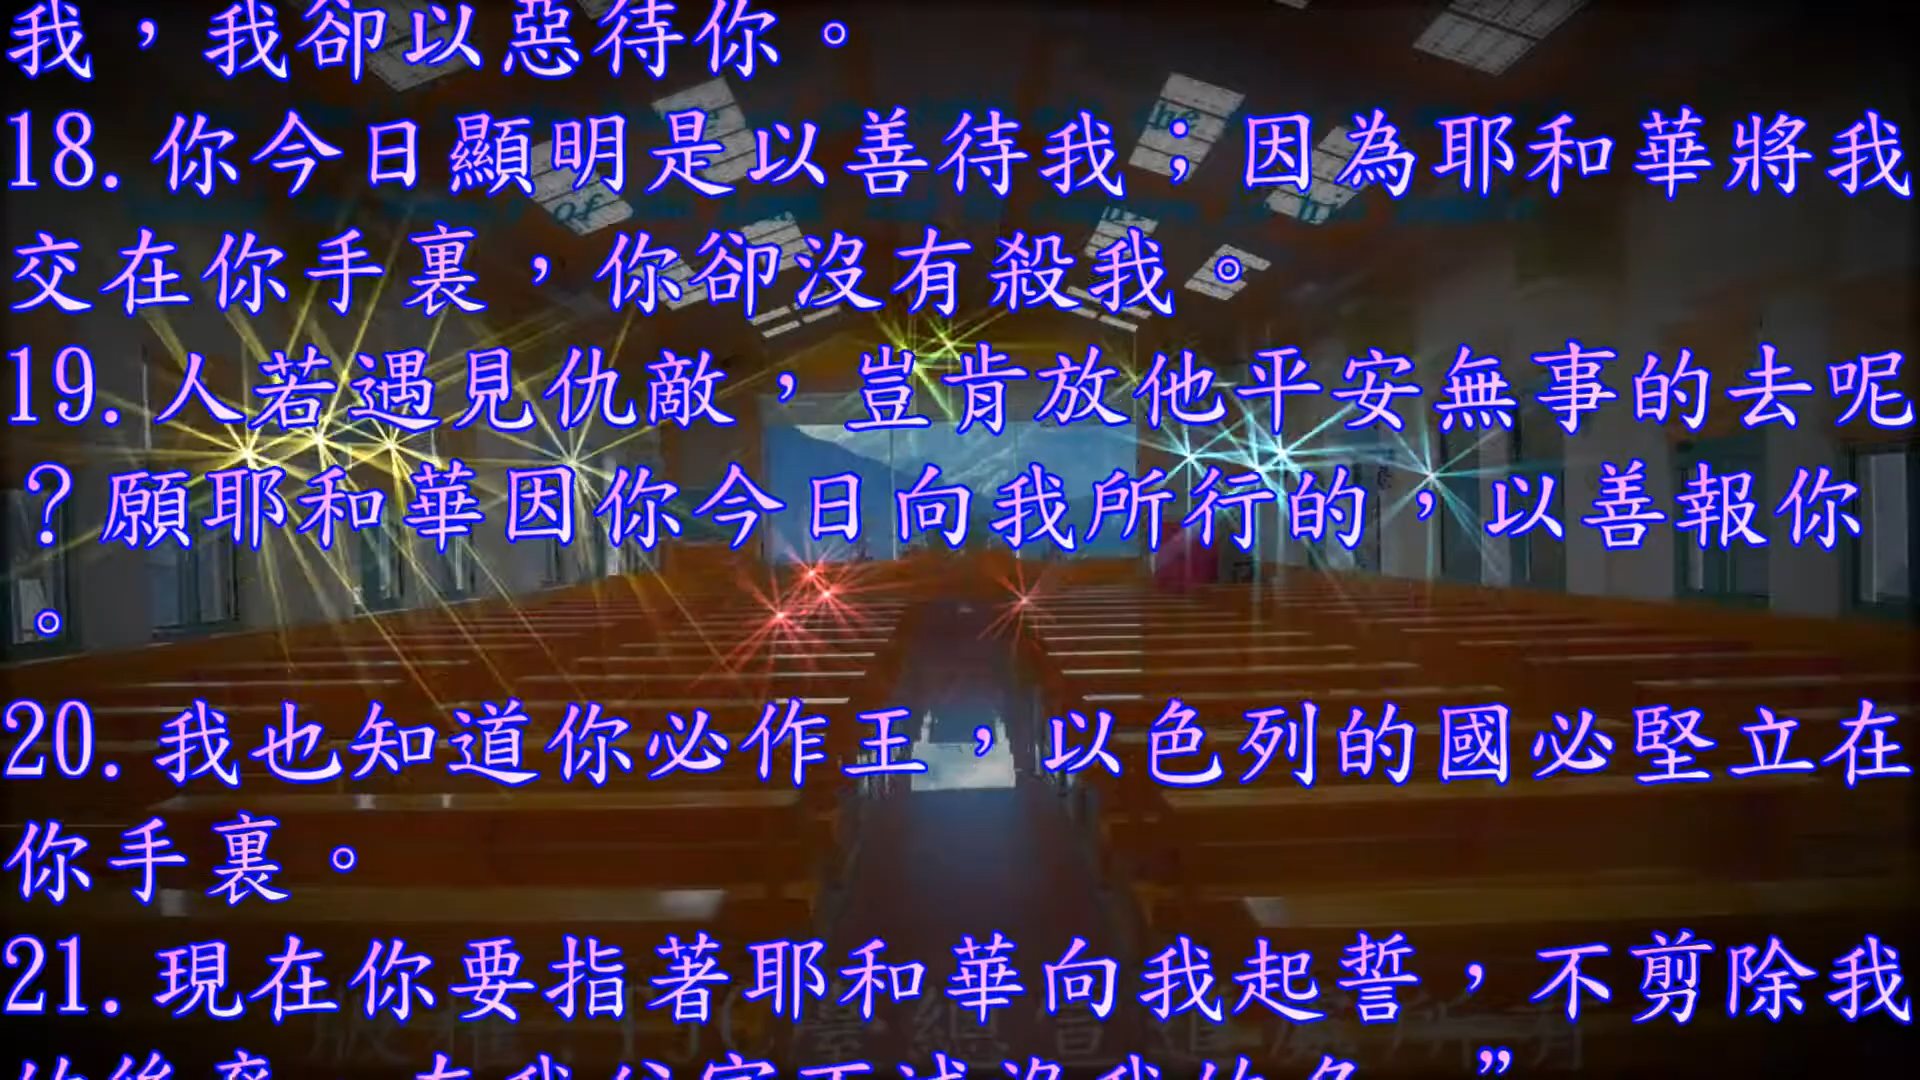 我，我卻以惡待你。
18. 你今日顯明是以善待我；因為耶和華將我
交在你手裏，你卻沒有殺我。
19. 人若遇見仇敵，豈肯放他平安無事的去呢
？願耶和華因你今日向我所行的，以善報你
。
20. 我也知道你必作王，以色列的國必堅立在
你手裏。
21. 現在你要指著耶和華向我起誓，不剪除我